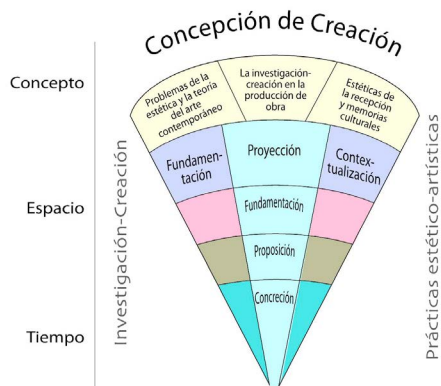 Concepción de Creación
Concepto
Espacio
Tiempo
Investigación-Creación
Problemas de la
estética y la teoría
del arte
contemporáneo
La investigación-
creación en la
producción de
obra
Estéticas de
la recepción
y memorias
culturales
Fundamen-
tación
Proyección
Contex-
tualización
Fundamentación
Proposición
Concreción
Prácticas estético-artísticas